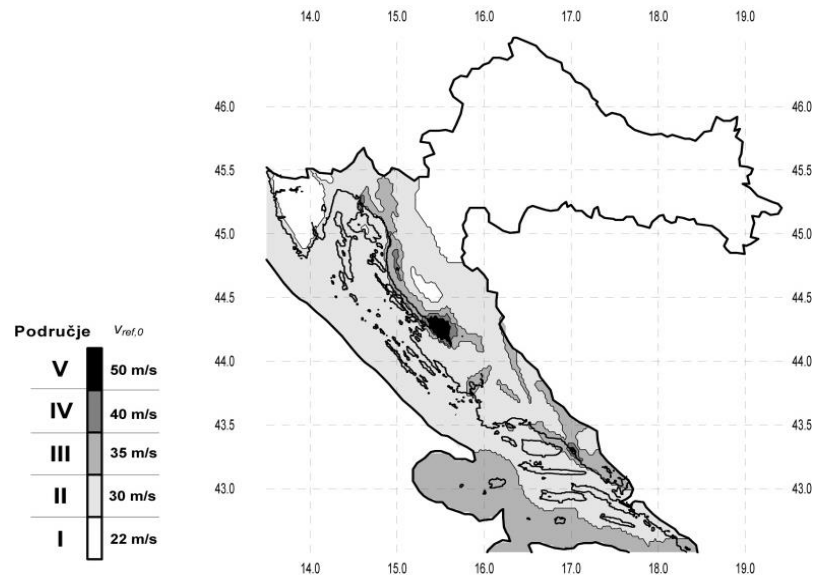 14.0 15.0 16.0 17.0 18.0 19.0
46.0 46.0
45.5 45.5
45.0 45.0
44.5 44.5
44.0 44.0
43.5 43.5
43.0 43.0
14.0 15.0 16.0 17.0 18.0 19.0
Područje Vref,0
V 50 m/s
IV 40 m/s
III 35 m/s
II 30 m/s
I 22 m/s